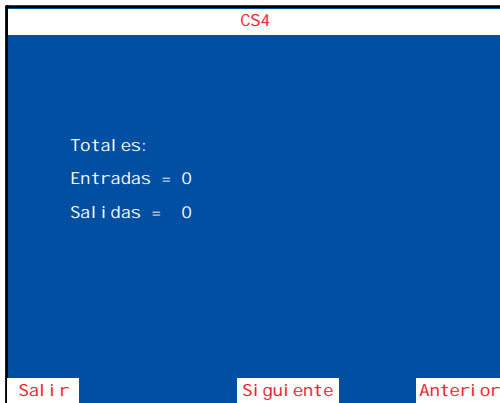 CS4
Totales:
Entradas = 0
Salidas = 0
Salir Siguiente Anterior